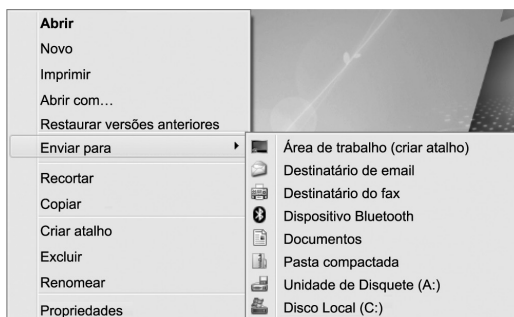 Abrir
Novo
Imprimir
Abrir com...
Restaurar versões anteriores
Enviar para
Recortar
Copiar
Criar atalho
Excluir
Renomear
Propriedades
Área de trabalho (criar atalho)
Destinatário de email
Destinatário do fax
Dispositivo Bluetooth
Documentos
Pasta compactada
Unidade de Disquete (A:)
Disco Local (C:)